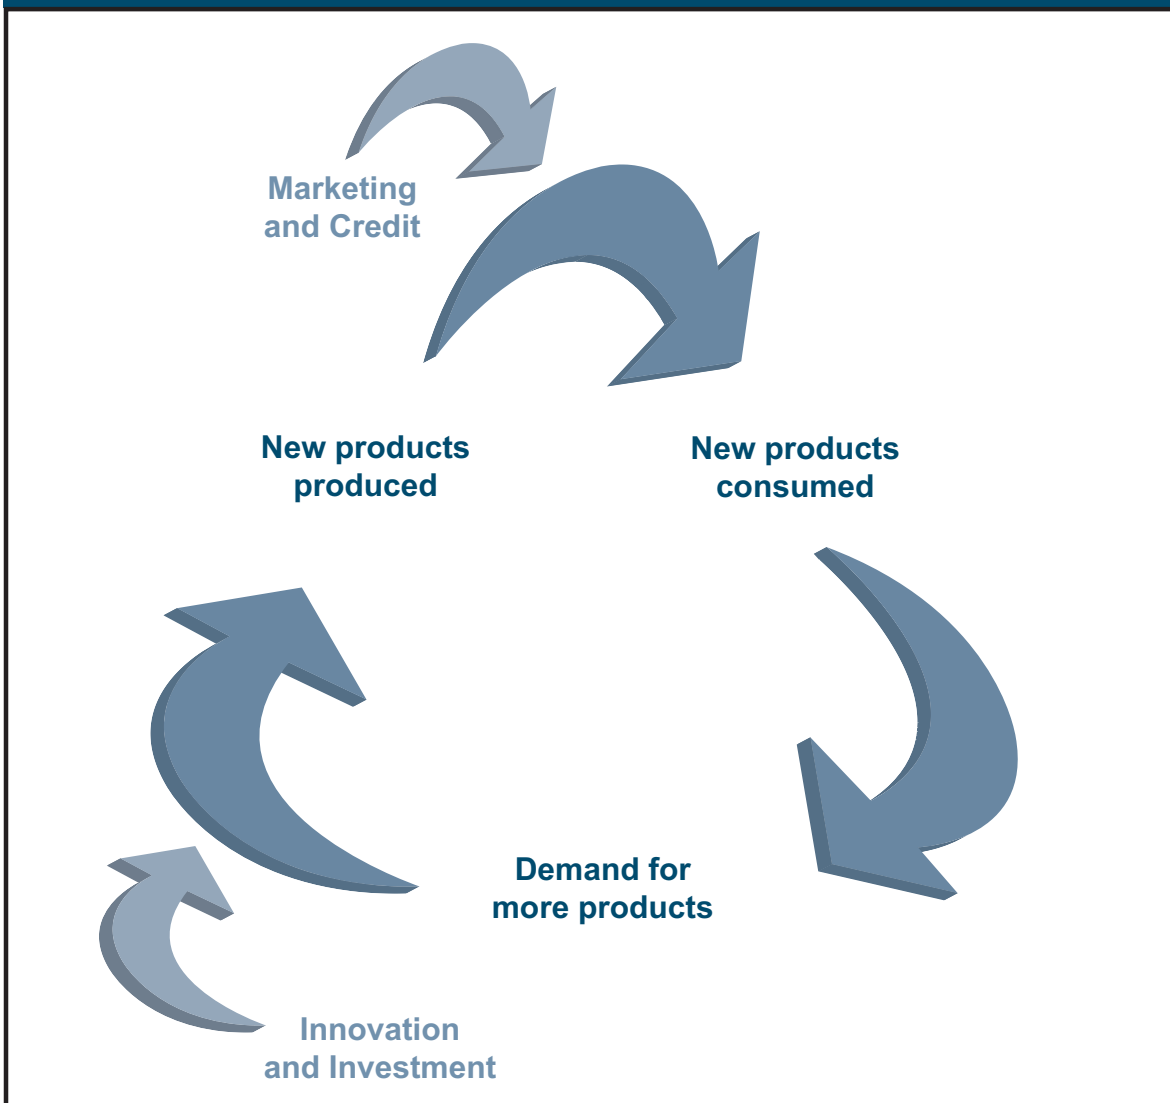 Marketing
and Credit
New products
produced
New products
consumed
Demand for
more products
Innovation
and Investment